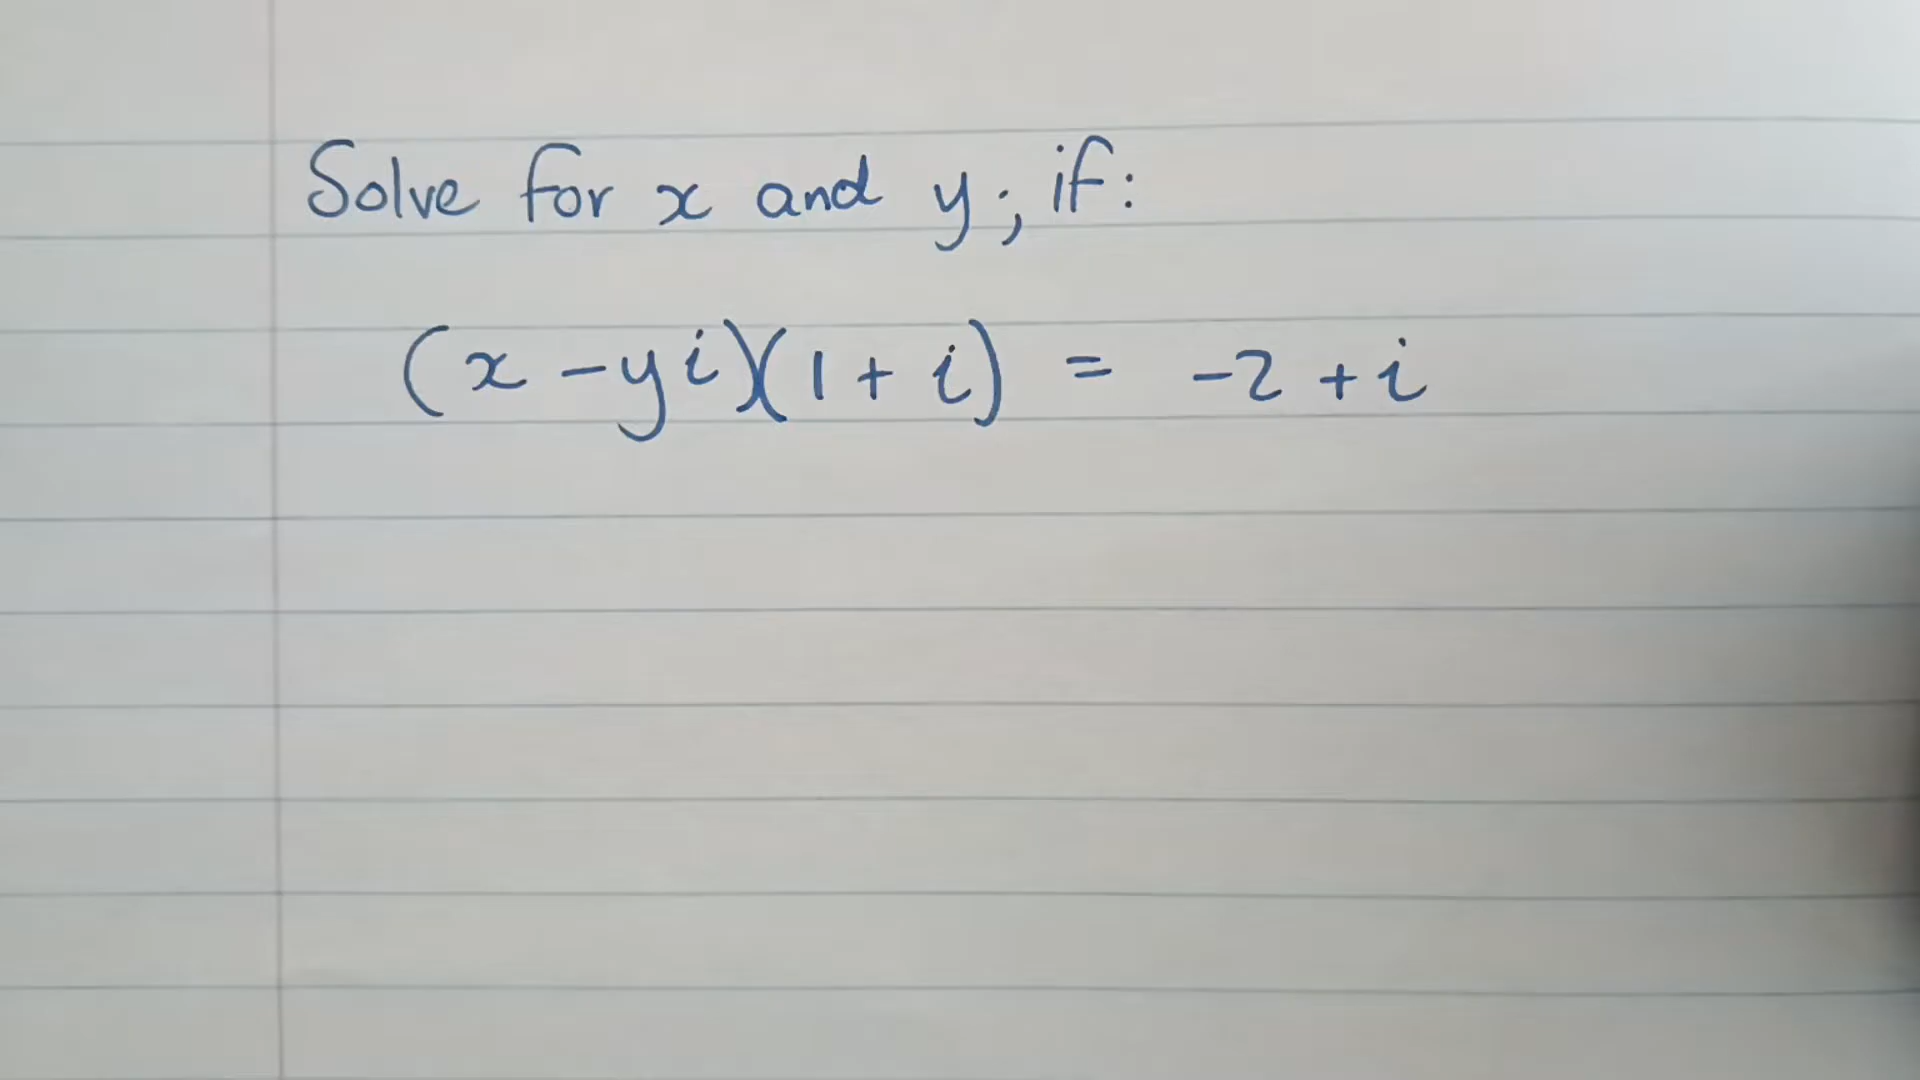 Solve for x and y; if:
(x - yi)(1 + i) = -2 + i